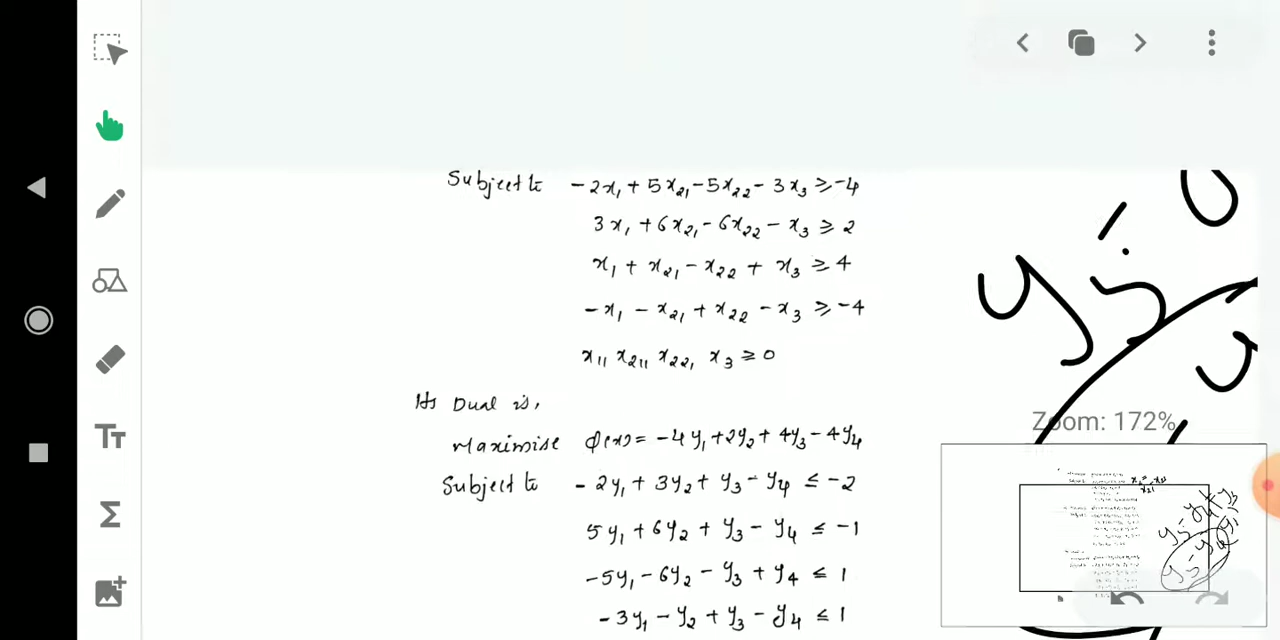 Subject to -2x₁ + 5x₂₁ - 5x₂₂ - 3x₃ ≥ -4
3x₁ + 6x₂₁ - 6x₂₂ - x₃ ≥ 2
x₁ + x₂₁ - x₂₂ + x₃ ≥ 4
-x₁ - x₂₁ + x₂₂ - x₃ ≥ -4
x₁, x₂₁, x₂₂, x₃ ≥ 0
Its Dual is,
Maximise Φ(x) = -4y₁ + 2y₂ + 4y₃ - 4y₄
Subject to -2y₁ + 3y₂ + y₃ - y₄ ≤ -2
5y₁ + 6y₂ + y₃ - y₄ ≤ -1
-5y₁ - 6y₂ - y₃ + y₄ ≤ 1
-3y₁ - y₂ + y₃ - y₄ ≤ 1
Zoom: 172%
Tт
Σ